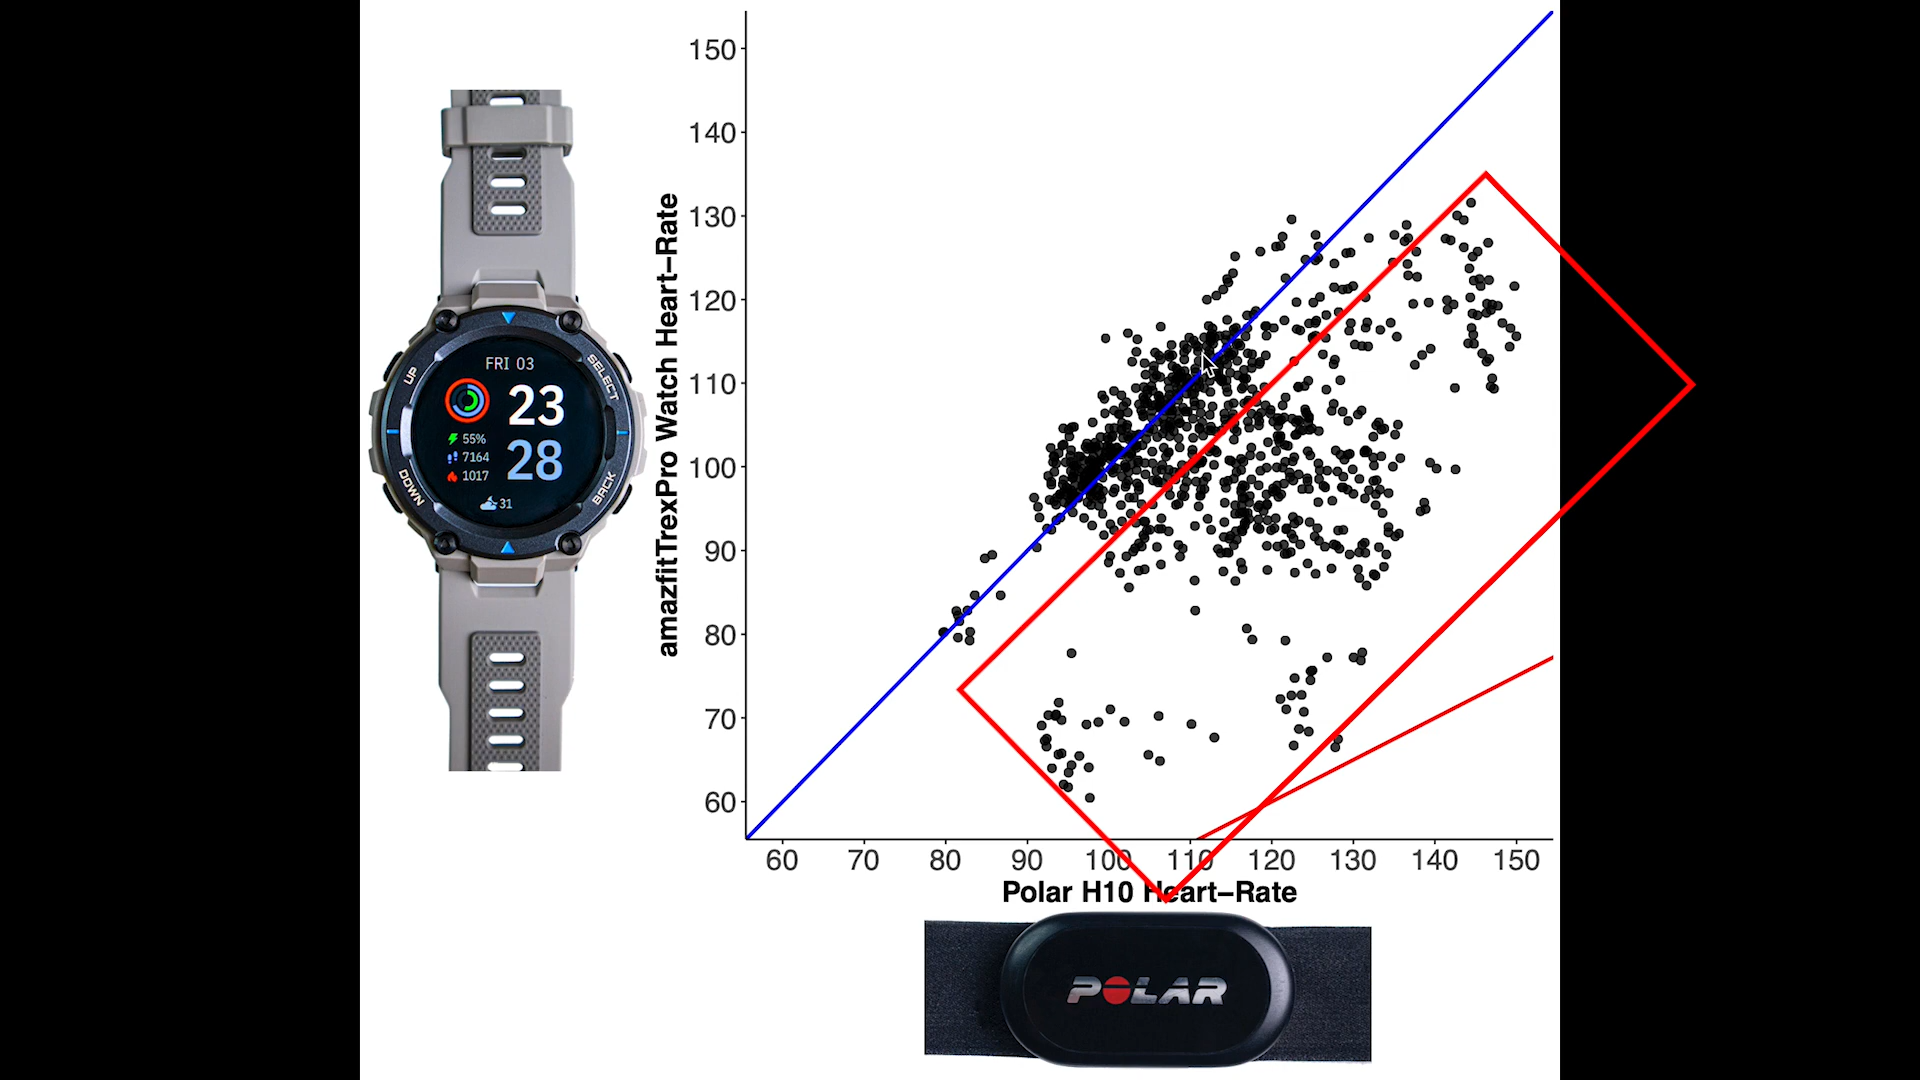 150
140
130
120
110
100
90
80
70
60
amazfitTrexPro Watch Heart–Rate
60 70 80 90 100 110 120 130 140 150
Polar H10 Heart–Rate
FRI 03
23
28
55%
7164
1017
31
UP
SELECT
DOWN
BACK
POLAR